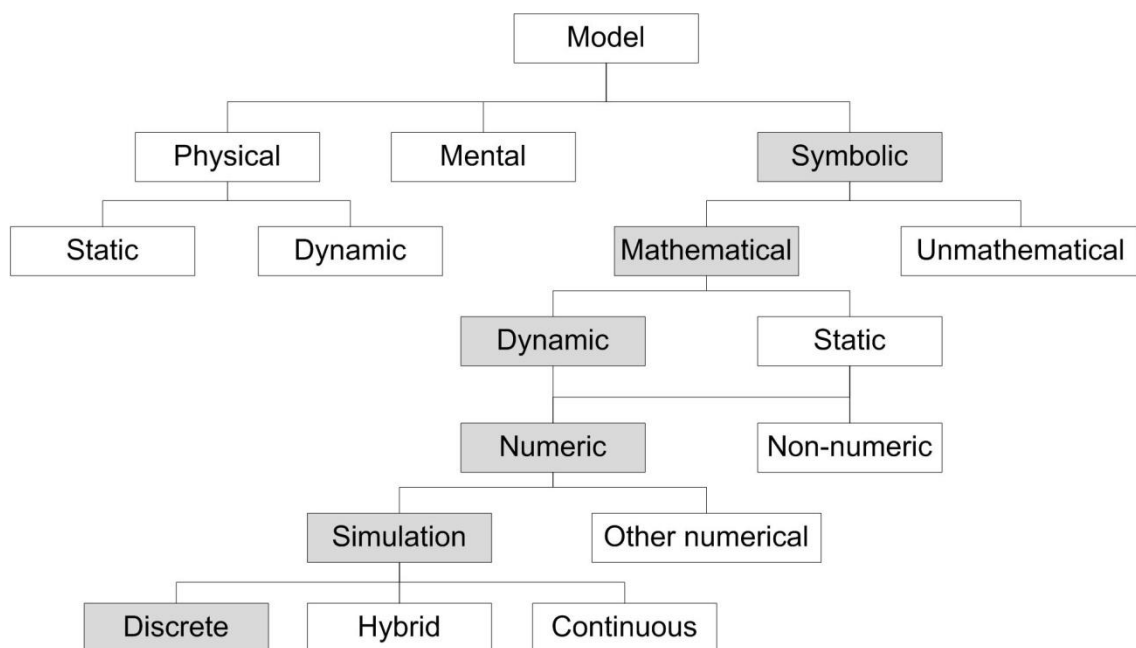 Model
Physical
Mental
Symbolic
Static
Dynamic
Mathematical
Unmathematical
Dynamic
Static
Numeric
Non-numeric
Simulation
Other numerical
Discrete
Hybrid
Continuous